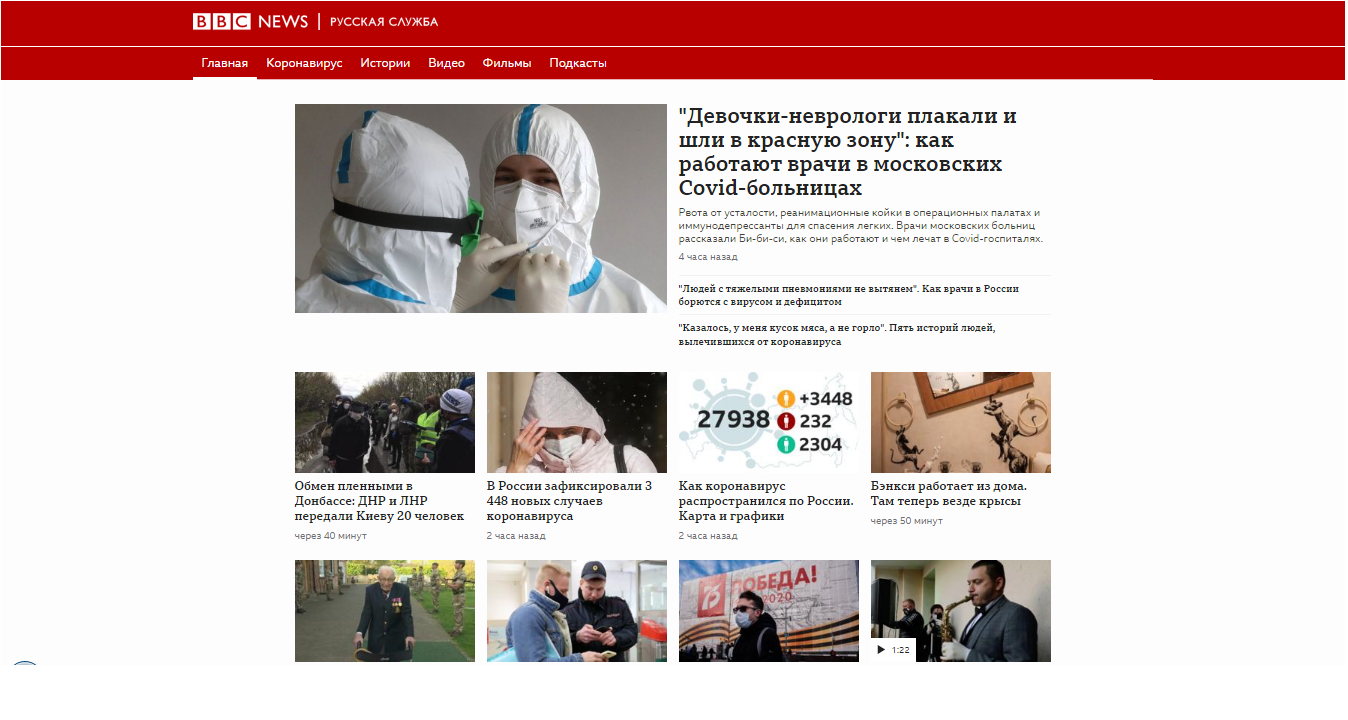 BBC NEWS | РУССКАЯ СЛУЖБА
Главная Коронавирус Истории Видео Фильмы Подкасты
"Девочки-неврологи плакали и
шли в красную зону": как
работают врачи в московских
Covid-больницах
Рвота от усталости, реанимационные койки в операционных палатах и
иммунодепрессанты для спасения легких. Врачи московских больниц
рассказали Би-би-си, как они работают и чем лечат в Covid-госпиталях.
4 часа назад
"Людей с тяжелыми пневмониями не вытянем". Как врачи в России
борются с вирусом и дефицитом
"Казалось, у меня кусок мяса, а не горло". Пять историй людей,
вылечившихся от коронавируса
27938
+3448
232
2304
Обмен пленными в
Донбассе: ДНР и ЛНР
передали Киеву 20 человек
через 40 минут
В России зафиксировали 3
448 новых случаев
коронавируса
2 часа назад
Как коронавирус
распространился по России.
Карта и графики
2 часа назад
Бэнкси работает из дома.
Там теперь везде крысы
через 50 минут
ПОБЕДА!
2020
1:22